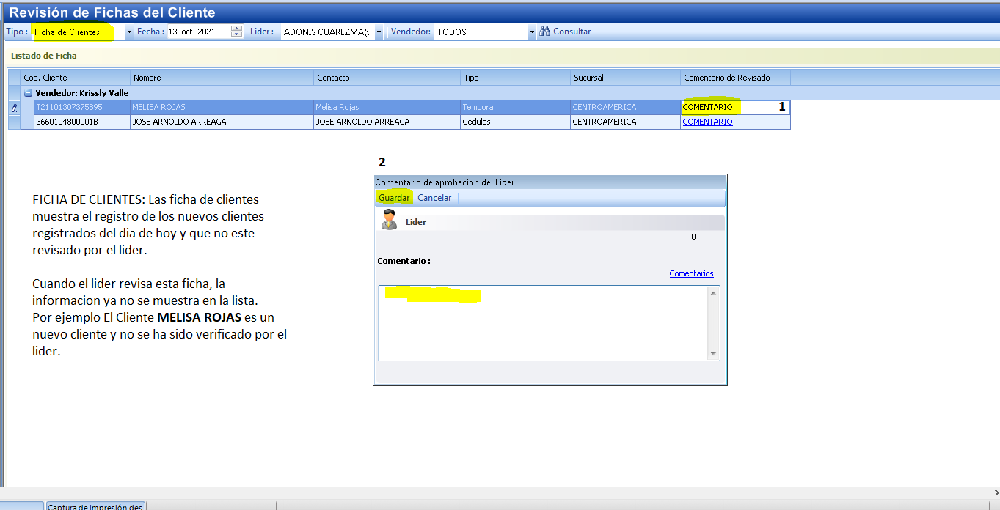 Revisión de Fichas del Cliente
Tipo : Ficha de Clientes Fecha : 13-oct -2021 Lider : ADONIS CUAREZMA(\ Vendedor: TODOS Consultar
Listado de Ficha
Cod. Cliente Nombre Contacto Tipo Sucursal Comentario de Revisado
Vendedor: Krissly Valle
T21101307375895 MELISA ROJAS Melisa Rojas Temporal CENTROAMERICA COMENTARIO 1
3660104800001B JOSE ARNOLDO ARREAGA JOSE ARNOLDO ARREAGA Cedulas CENTROAMERICA COMENTARIO
2
Comentario de aprobación del Lider
Guardar Cancelar
Lider
0
Comentario :
Comentarios
FICHA DE CLIENTES: Las ficha de clientes
muestra el registro de los nuevos clientes
registrados del dia de hoy y que no este
revisado por el lider.
Cuando el lider revisa esta ficha, la
informacion ya no se muestra en la lista.
Por ejemplo El Cliente MELISA ROJAS es un
nuevo cliente y no se ha sido verificado por el
lider.
Captura de impresión des